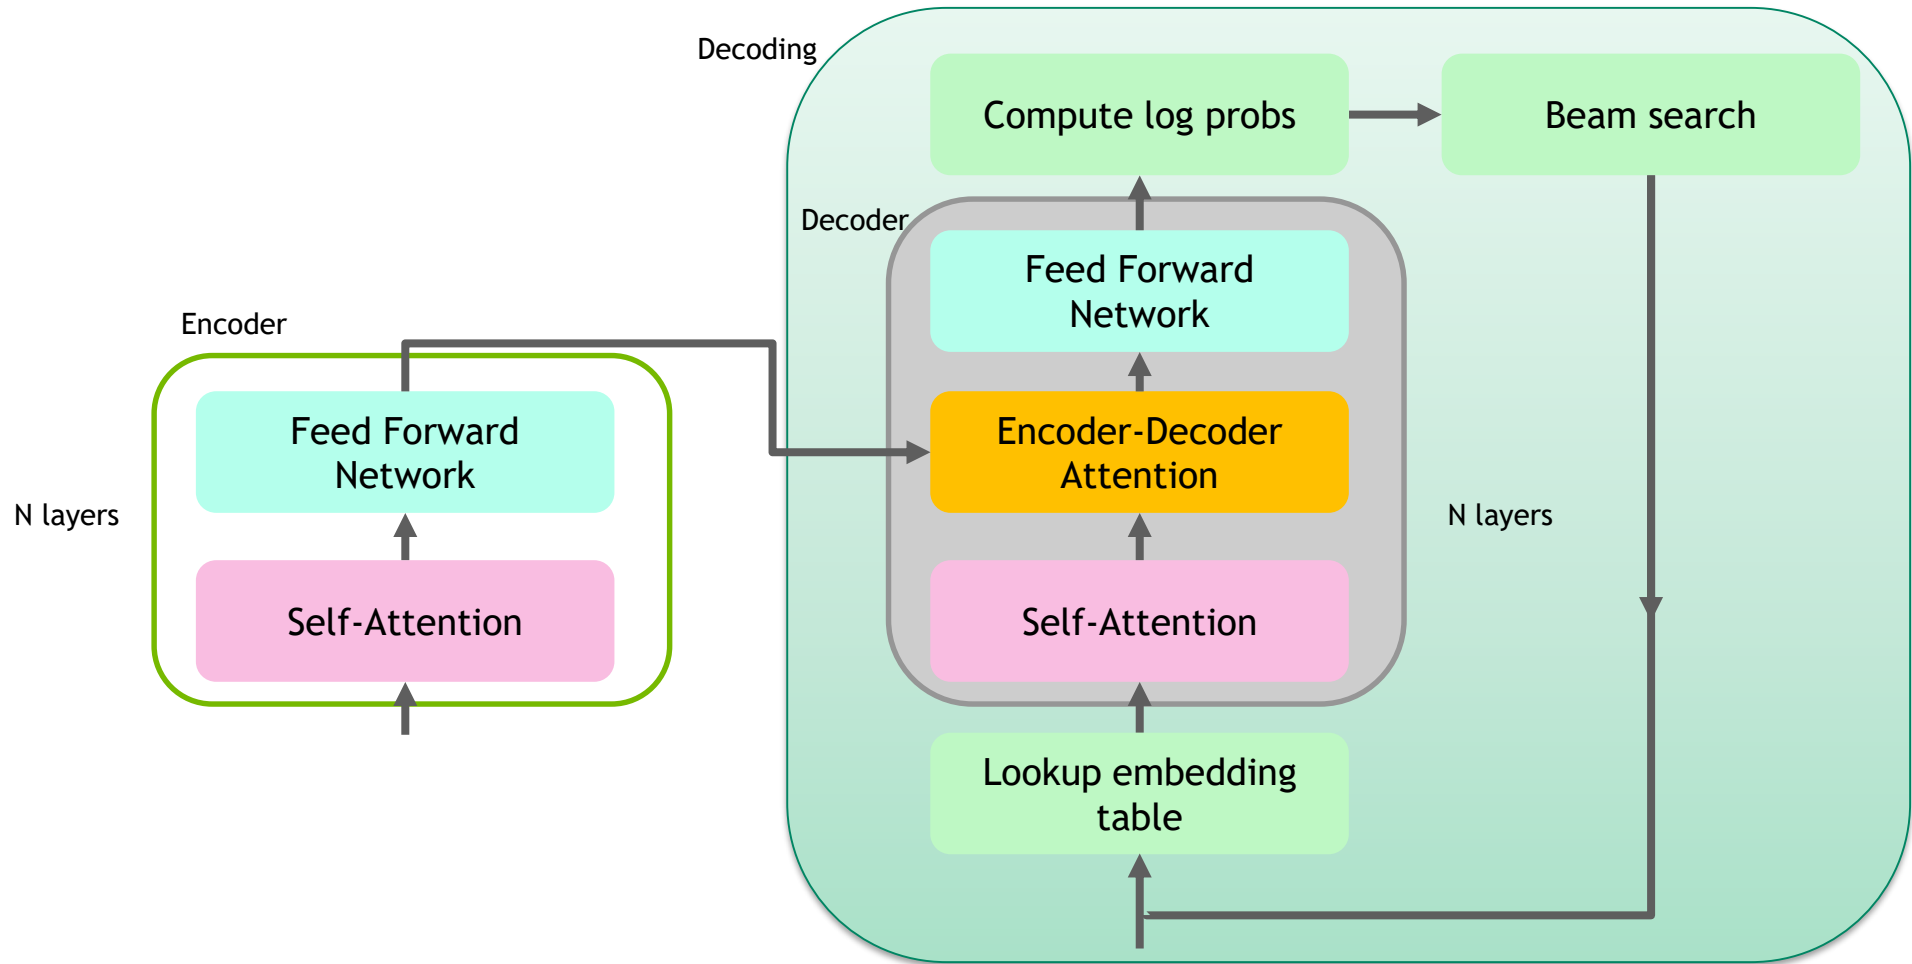 Decoding
Compute log probs
Beam search
Decoder
Feed Forward
Network
Encoder
Encoder-Decoder
Attention
Feed Forward
Network
N layers
N layers
Self-Attention
Self-Attention
Lookup embedding
table